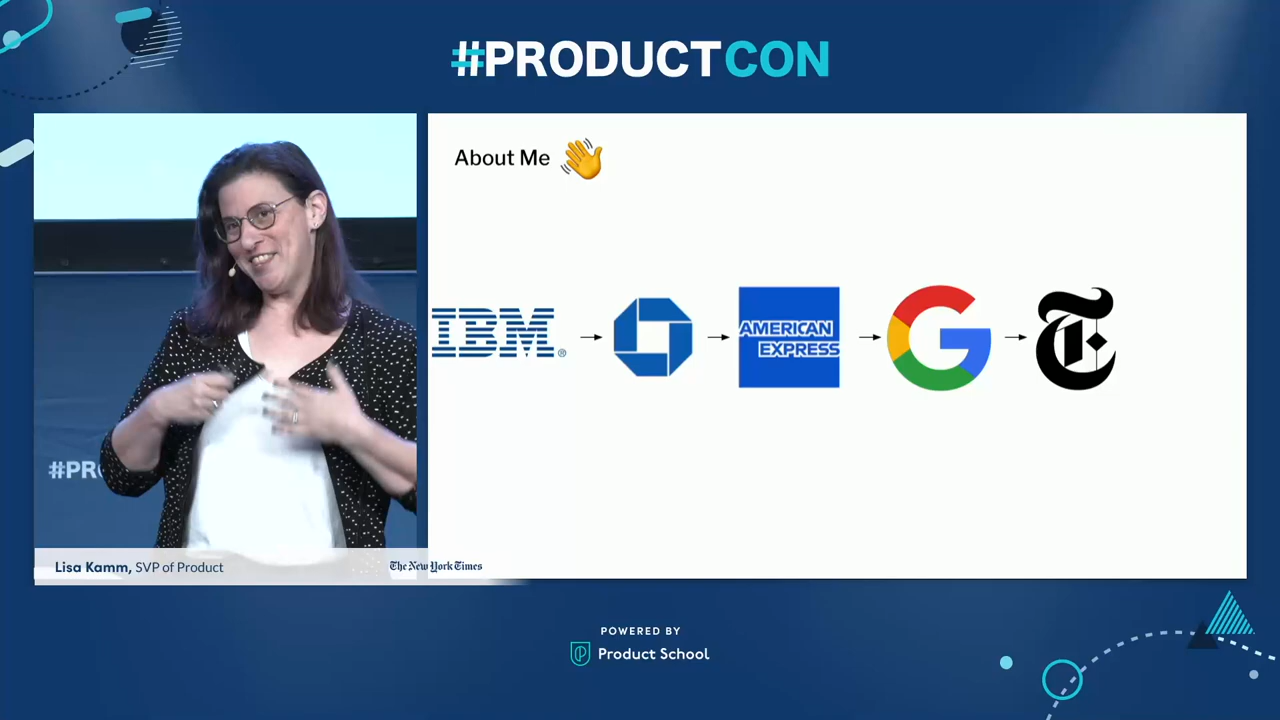 #PRODUCTCON
About Me
IBM®
AMERICAN
EXPRESS
G
T
#PRO
Lisa Kamm, SVP of Product
The New York Times
POWERED BY
Product School